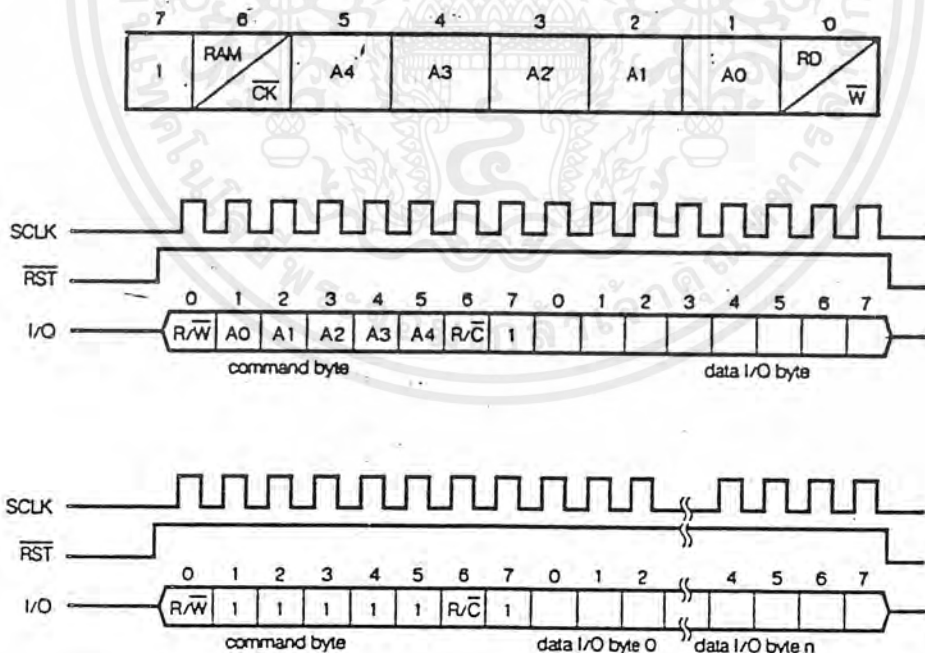 7 6 5 4 3 2 1 0
1 RAM C̅K̅ A4 A3 A2 A1 A0 RD W̅
SCLK
R̅S̅T̅
0 1 2 3 4 5 6 7 0 1 2 3 4 5 6 7
I/O R/W̅ A0 A1 A2 A3 A4 R/C̅ 1
command byte data I/O byte
SCLK
R̅S̅T̅
0 1 2 3 4 5 6 7 0 1 2 4 5 6 7
I/O R/W̅ 1 1 1 1 1 R/C̅ 1
command byte data I/O byte 0 data I/O byte n